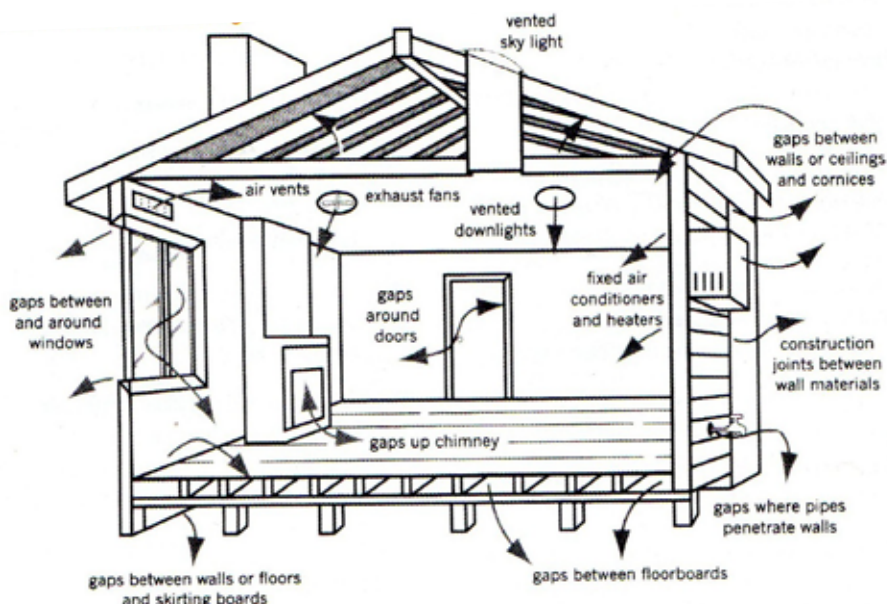 vented
sky light
gaps between
walls or ceilings
and cornices
air vents
exhaust fans
vented
downlights
fixed air
conditioners
and heaters
gaps between
and around
windows
gaps
around
doors
construction
joints between
wall materials
gaps up chimney
gaps where pipes
penetrate walls
gaps between walls or floors
and skirting boards
gaps between floorboards